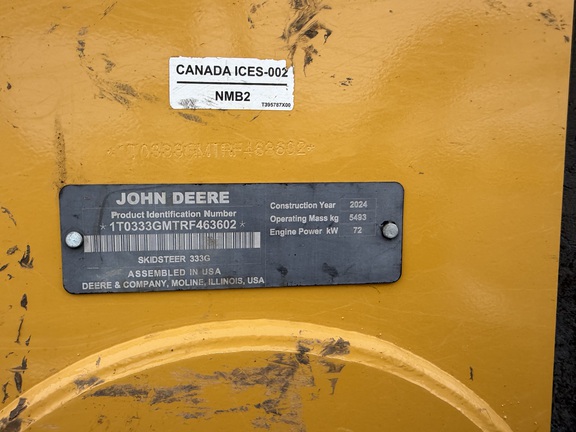 CANADA ICES-002
NMB2
T395787X00
*1T0333GMTRF463602*
JOHN DEERE
Product Identification Number
*1T0333GMTRF463602*
SKIDSTEER 333G
ASSEMBLED IN USA
DEERE & COMPANY, MOLINE, ILLINOIS, USA
Construction Year 2024
Operating Mass kg 5493
Engine Power kW 72